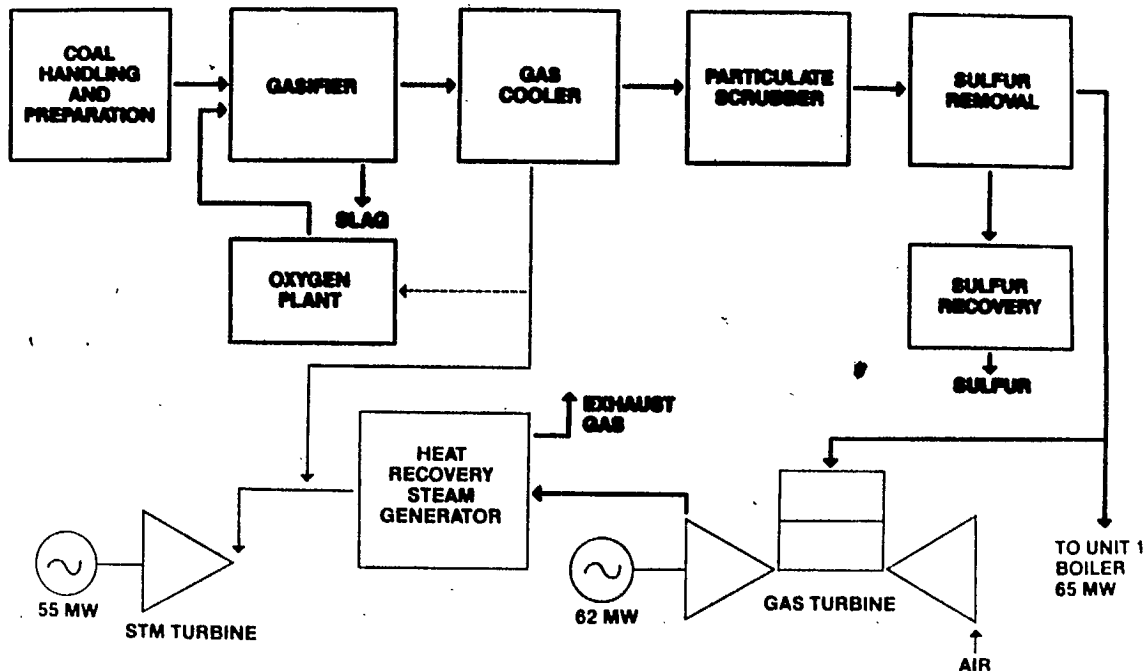 COAL
HANDLING
AND
PREPARATION
GASIFIER
GAS
COOLER
PARTICULATE
SCRUBBER
SULFUR
REMOVAL
SLAG
OXYGEN
PLANT
SULFUR
RECOVERY
SULFUR
EXHAUST
GAS
HEAT
RECOVERY
STEAM
GENERATOR
55 MW
STM TURBINE
62 MW
GAS TURBINE
TO UNIT 1
BOILER
65 MW
AIR